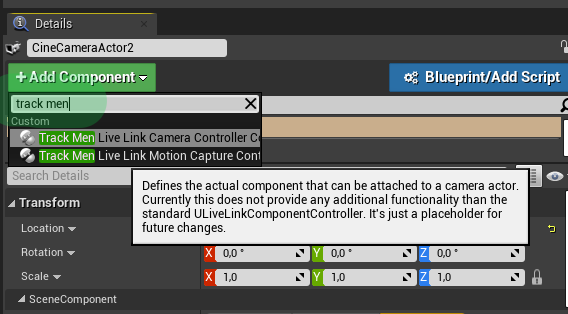 Details
CineCameraActor2
+Add Component
Blueprint/Add Script
track men
Custom
Track Men Live Link Camera Controller Co
Track Men Live Link Motion Capture Cont
Search Details
Defines the actual component that can be attached to a camera actor.
Currently this does not provide any additional functionality than the
standard ULiveLinkComponentController. It's just a placeholder for
future changes.
Transform
Location
Rotation X 0,0 ° Y 0,0 ° Z 0,0 °
Scale X 1,0 Y 1,0 Z 1,0
SceneComponent